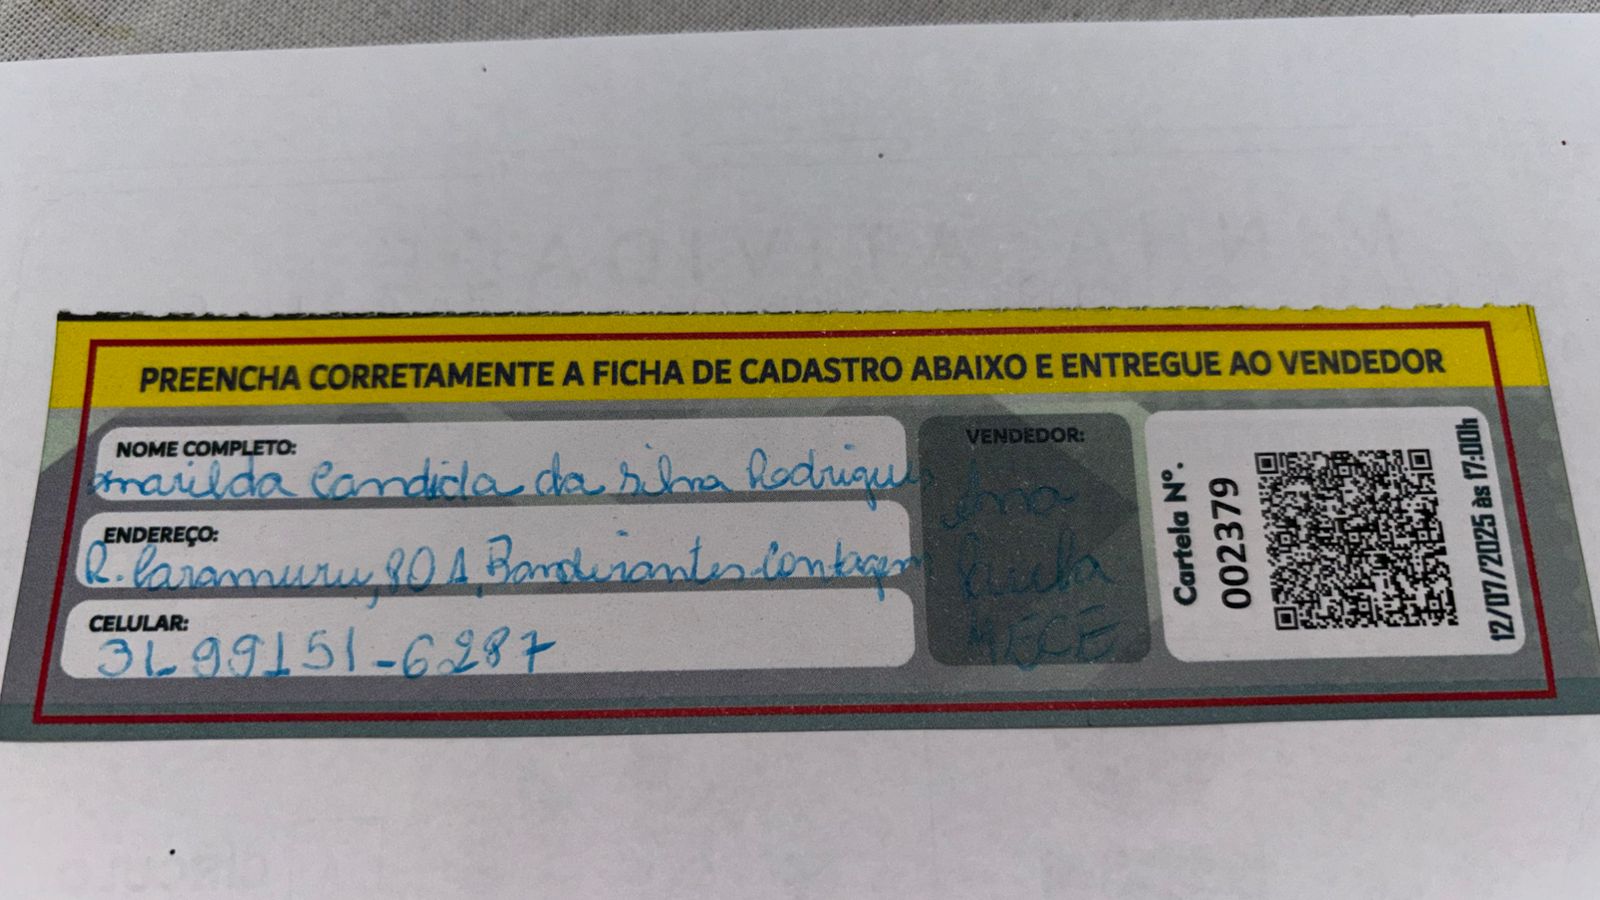 PREENCHA CORRETAMENTE A FICHA DE CADASTRO ABAIXO E ENTREGUE AO VENDEDOR
NOME COMPLETO:
marilda Candida da Silva Rodrigues
ENDEREÇO:
R. Caramuru, 80 A, Bandeirantes-Contagem
CELULAR:
31 99151-6287
VENDEDOR:
Ana
Paula
MECE
Cartela Nº.
002379
12/07/2025 às 17:00h